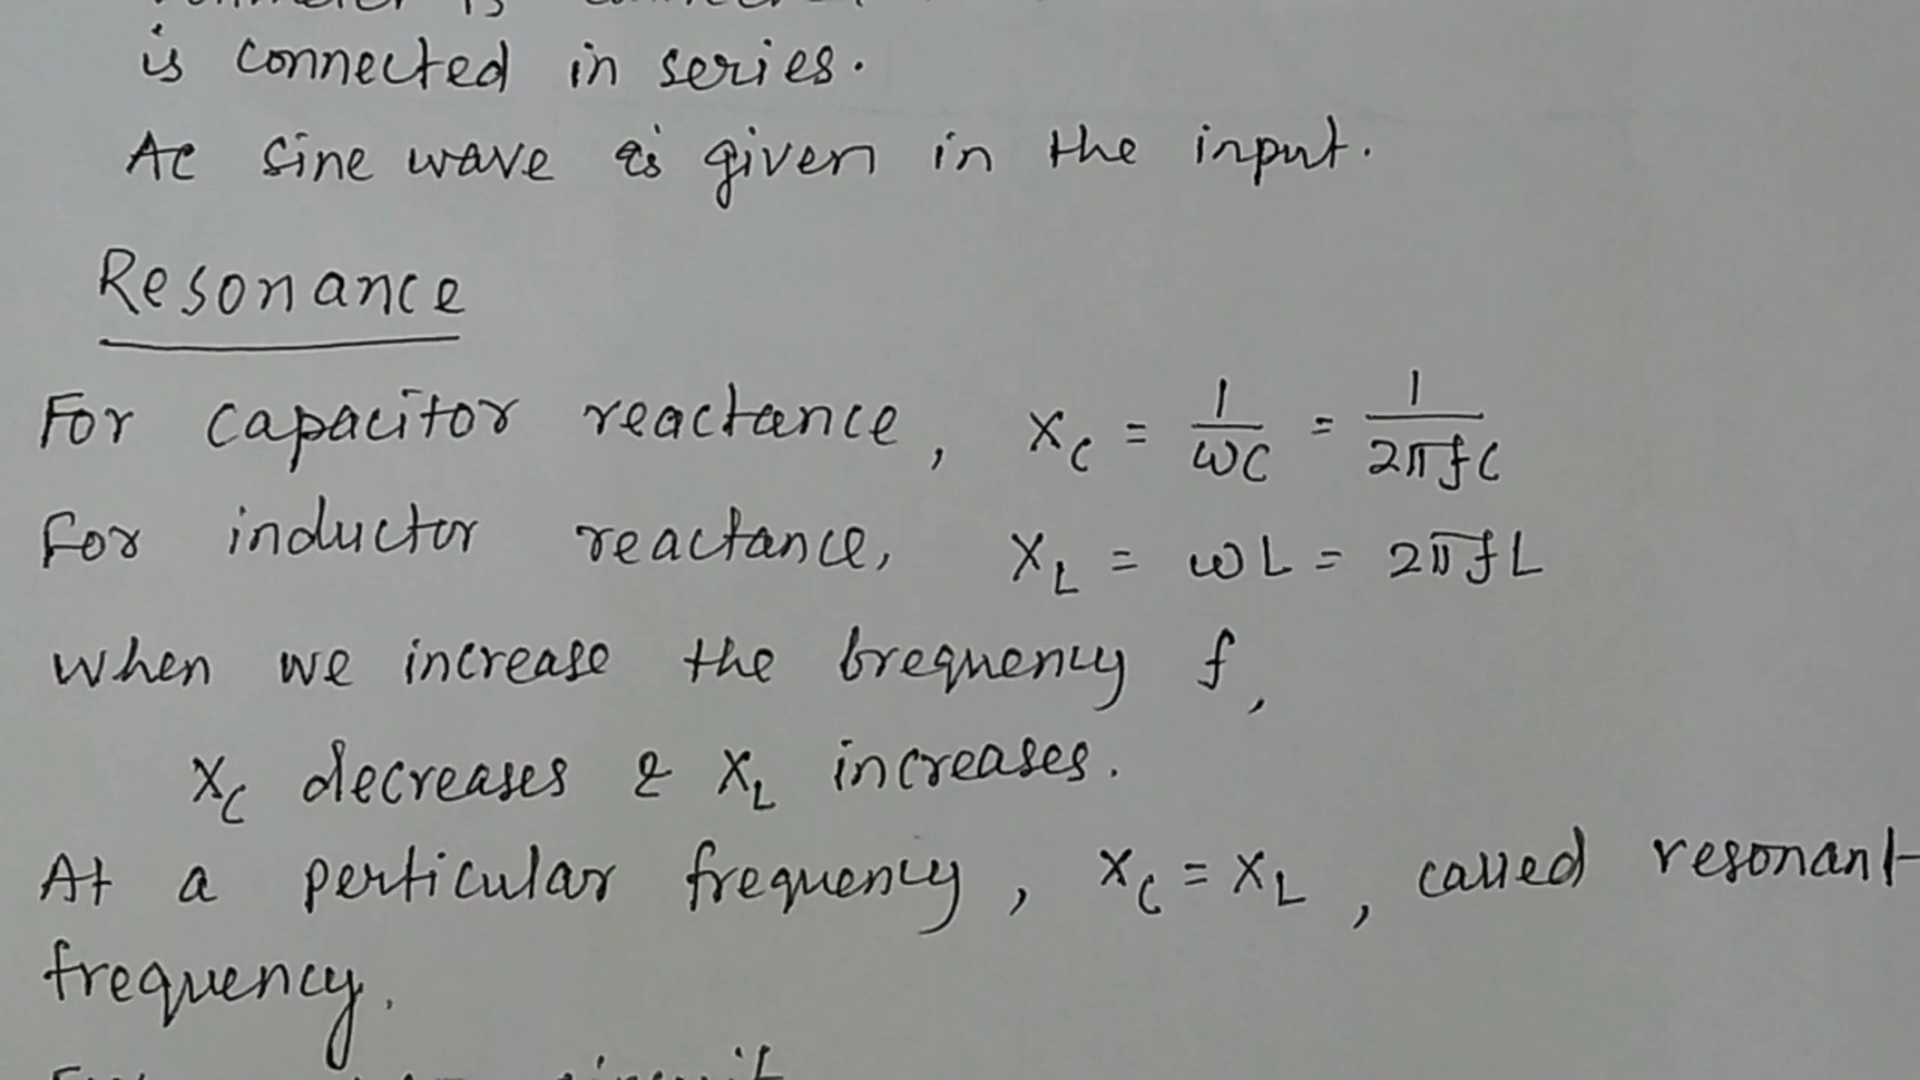 is connected in series.
AC sine wave is given in the input.
Resonance
For capacitor reactance, Xc = 1/ωC = 1/2πfC
For inductor reactance, XL = ωL = 2πfL
When we increase the frequency f,
Xc decreases & XL increases.
At a perticular frequency, Xc = XL, called resonant
frequency.
circuit